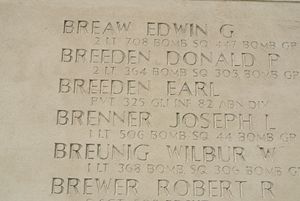 BREAW EDWIN G
2 LT 708 BOMB SQ 447 BOMB GP
BREEDEN DONALD P
2 LT 364 BOMB SQ 305 BOMB GP
BREEDEN EARL
PVT 325 GLI INF 82 ABN DIV
BRENNER JOSEPH L
1 LT 506 BOMB SQ 44 BOMB GP
BREUNIG WILBUR W
1 LT 368 BOMB SQ 306 BOMB GP
BREWER ROBERT R